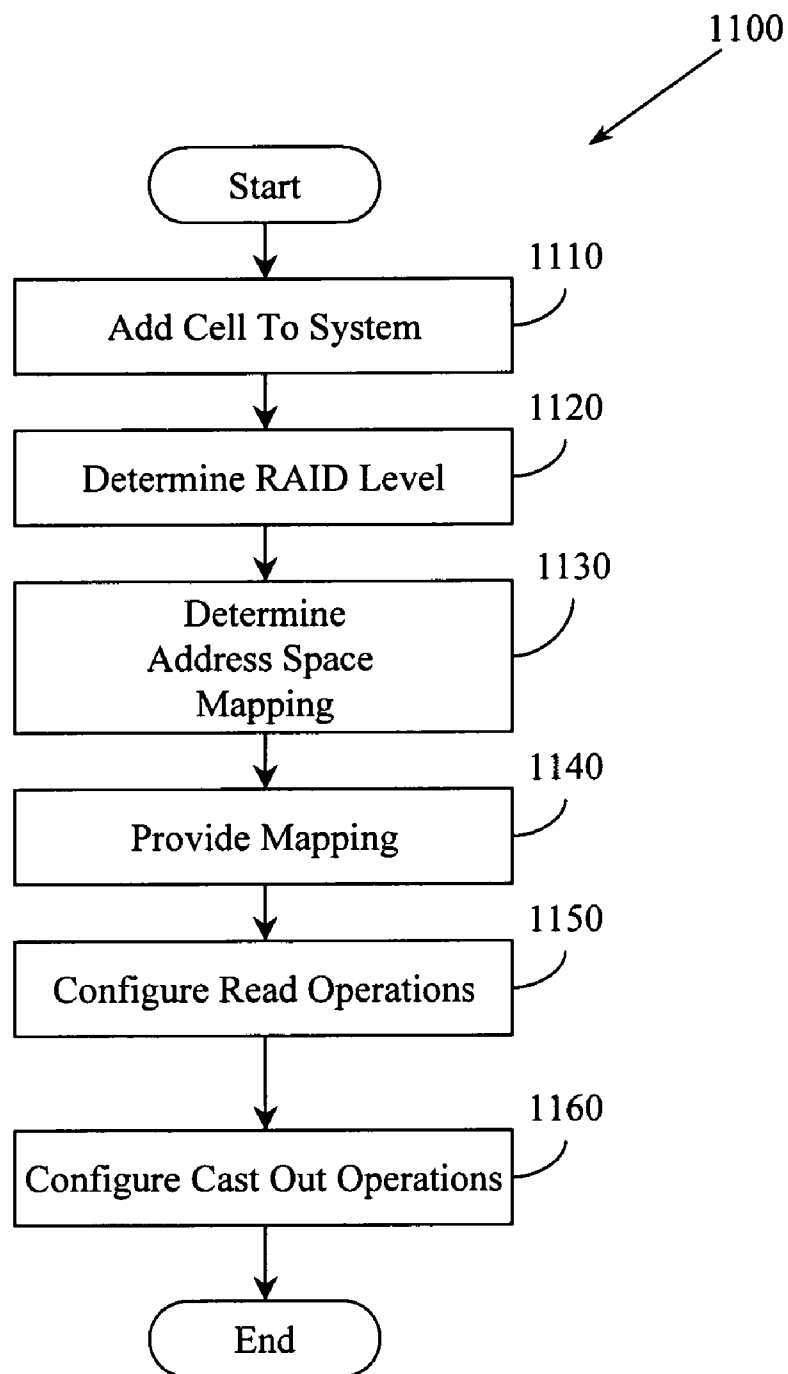 1100
Start
1110
Add Cell To System
1120
Determine RAID Level
1130
Determine
Address Space
Mapping
1140
Provide Mapping
1150
Configure Read Operations
1160
Configure Cast Out Operations
End